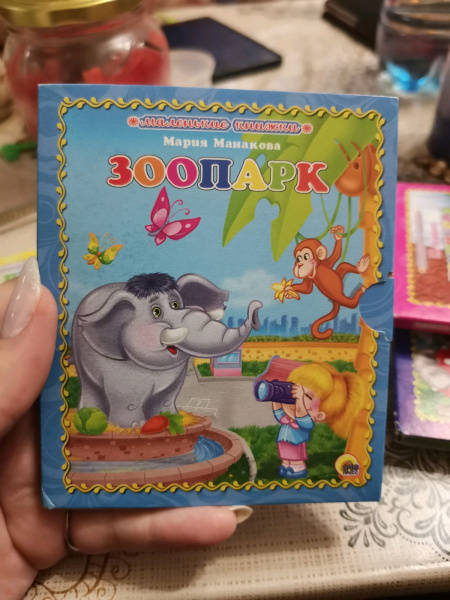 маленькие книжки
Мария Манакова
ЗООПАРК